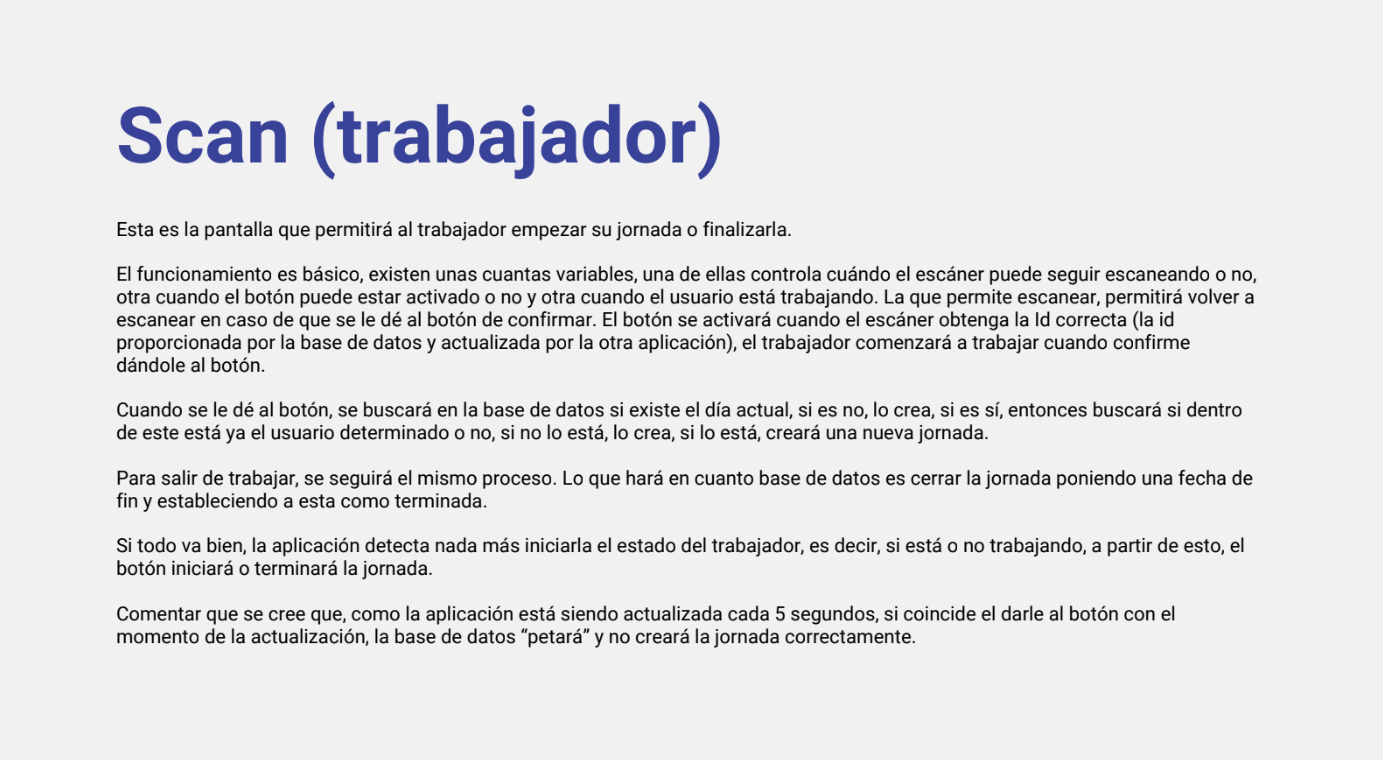 Scan (trabajador)
Esta es la pantalla que permitirá al trabajador empezar su jornada o finalizarla.
El funcionamiento es básico, existen unas cuantas variables, una de ellas controla cuándo el escáner puede seguir escaneando o no,
otra cuando el botón puede estar activado o no y otra cuando el usuario está trabajando. La que permite escanear, permitirá volver a
escanear en caso de que se le dé al botón de confirmar. El botón se activará cuando el escáner obtenga la Id correcta (la id
proporcionada por la base de datos y actualizada por la otra aplicación), el trabajador comenzará a trabajar cuando confirme
dándole al botón.
Cuando se le dé al botón, se buscará en la base de datos si existe el día actual, si es no, lo crea, si es sí, entonces buscará si dentro
de este está ya el usuario determinado o no, si no lo está, lo crea, si lo está, creará una nueva jornada.
Para salir de trabajar, se seguirá el mismo proceso. Lo que hará en cuanto base de datos es cerrar la jornada poniendo una fecha de
fin y estableciendo a esta como terminada.
Si todo va bien, la aplicación detecta nada más iniciarla el estado del trabajador, es decir, si está o no trabajando, a partir de esto, el
botón iniciará o terminará la jornada.
Comentar que se cree que, como la aplicación está siendo actualizada cada 5 segundos, si coincide el darle al botón con el
momento de la actualización, la base de datos “petará” y no creará la jornada correctamente.